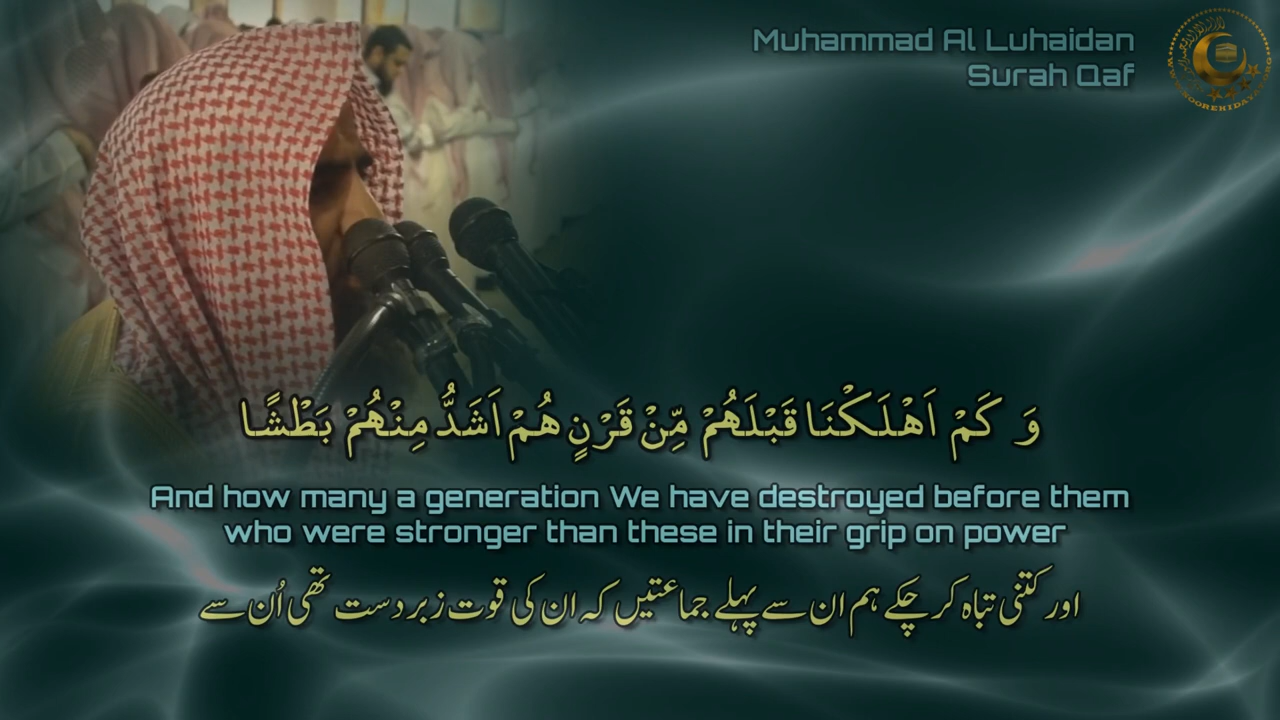 Muhammad Al Luhaidan
Surah Qaf
وَ كَمْ اَهْلَكْنَا قَبْلَهُمْ مِّنْ قَرْنٍ هُمْ اَشَدُّ مِنْهُمْ بَطْشًا
And how many a generation We have destroyed before them
who were stronger than these in their grip on power
اور کتنی تباہ کر چکے ہم ان سے پہلے جماعتیں کہ ان کی قوت زبردست تھی اُن سے